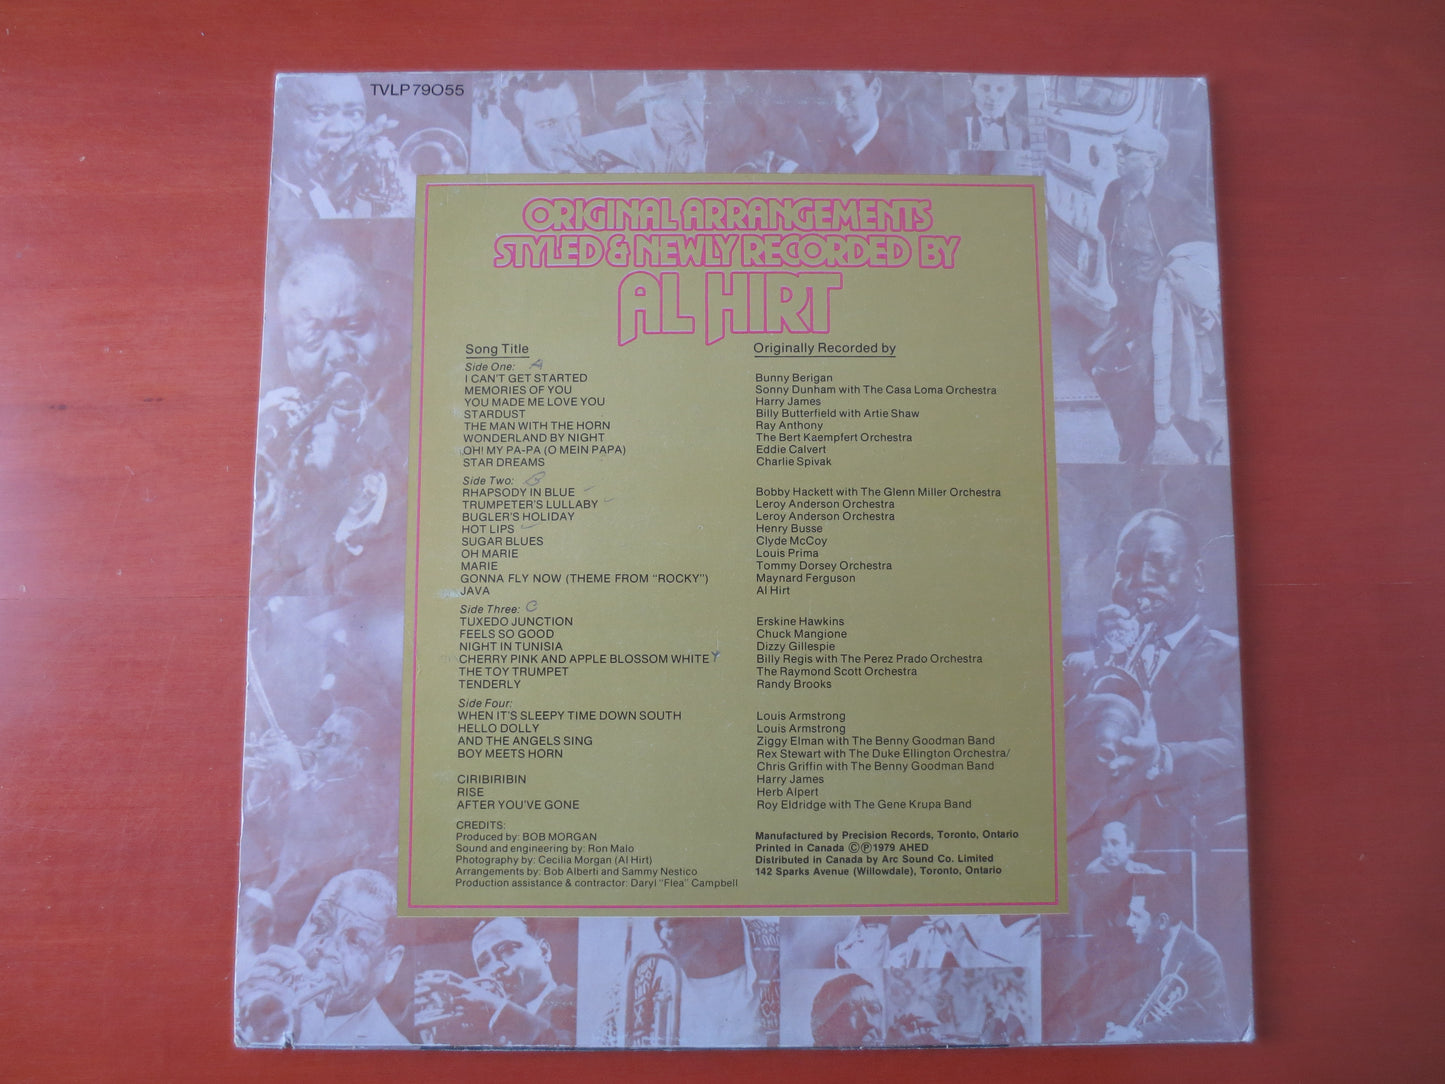 TVLP 79055
ORIGINAL ARRANGEMENTS
STYLED & NEWLY RECORDED BY
AL HIRT
Song Title Originally Recorded by
Side One: A
I CAN'T GET STARTED Bunny Berigan
MEMORIES OF YOU Sonny Dunham with The Casa Loma Orchestra
YOU MADE ME LOVE YOU Harry James
STARDUST Billy Butterfield with Artie Shaw
THE MAN WITH THE HORN Ray Anthony
WONDERLAND BY NIGHT The Bert Kaempfert Orchestra
OH! MY PA-PA (O MEIN PAPA) Eddie Calvert
STAR DREAMS Charlie Spivak
Side Two: B
RHAPSODY IN BLUE Bobby Hackett with The Glenn Miller Orchestra
TRUMPETER'S LULLABY Leroy Anderson Orchestra
BUGLER'S HOLIDAY Leroy Anderson Orchestra
HOT LIPS Henry Busse
SUGAR BLUES Clyde McCoy
OH MARIE Louis Prima
MARIE Tommy Dorsey Orchestra
GONNA FLY NOW (THEME FROM "ROCKY") Maynard Ferguson
JAVA Al Hirt
Side Three: C
TUXEDO JUNCTION Erskine Hawkins
FEELS SO GOOD Chuck Mangione
NIGHT IN TUNISIA Dizzy Gillespie
CHERRY PINK AND APPLE BLOSSOM WHITE Billy Regis with The Perez Prado Orchestra
THE TOY TRUMPET The Raymond Scott Orchestra
TENDERLY Randy Brooks
Side Four:
WHEN IT'S SLEEPY TIME DOWN SOUTH Louis Armstrong
HELLO DOLLY Louis Armstrong
AND THE ANGELS SING Ziggy Elman with The Benny Goodman Band
BOY MEETS HORN Rex Stewart with The Duke Ellington Orchestra/
Chris Griffin with The Benny Goodman Band
CIRIBIRIBIN Harry James
RISE Herb Alpert
AFTER YOU'VE GONE Roy Eldridge with The Gene Krupa Band
CREDITS:
Produced by: BOB MORGAN
Sound and engineering by: Ron Malo
Photography by: Cecilia Morgan (Al Hirt)
Arrangements by: Bob Alberti and Sammy Nestico
Production assistance & contractor: Daryl "Flea" Campbell
Manufactured by Precision Records, Toronto, Ontario
Printed in Canada ©℗1979 AHED
Distributed in Canada by Arc Sound Co. Limited
142 Sparks Avenue (Willowdale), Toronto, Ontario